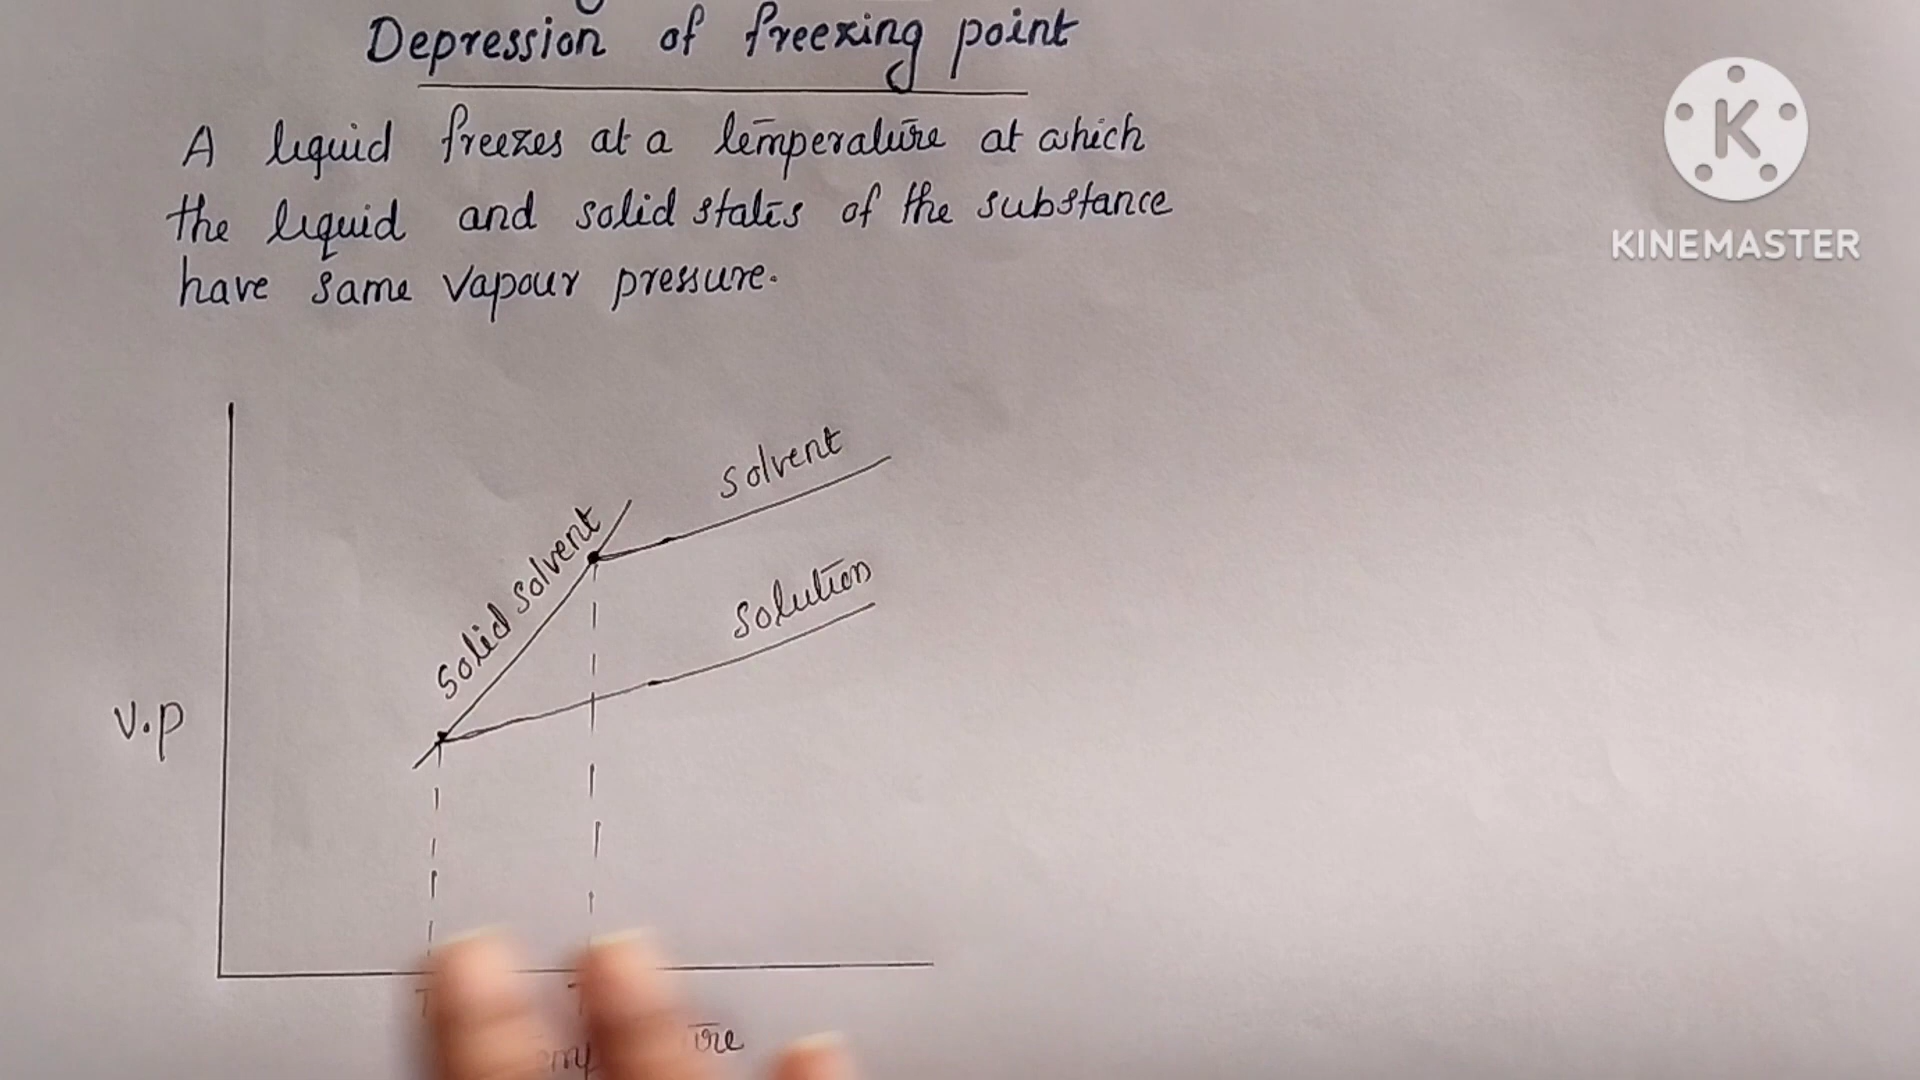 Depression of freezing point
A liquid freezes at a temperature at which
the liquid and solid states of the substance
have same vapour pressure.
K
KINEMASTER
solvent
solid solvent
solution
V.p